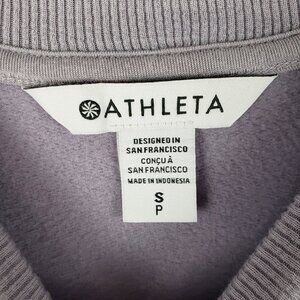 ATHLETA
DESIGNED IN
SAN FRANCISCO
CONÇU À
SAN FRANCISCO
MADE IN INDONESIA
S
P